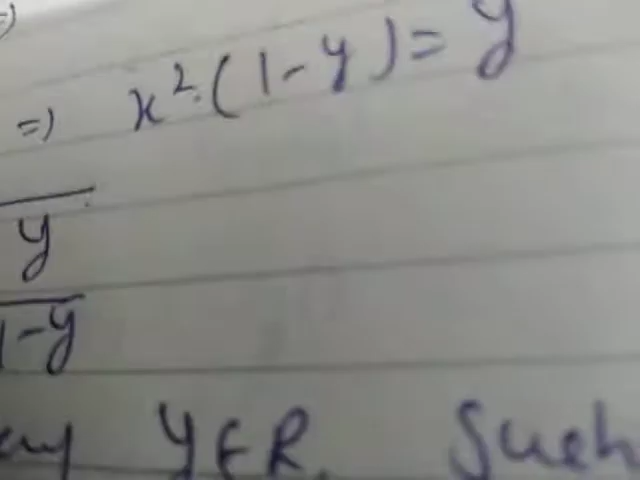 => x². (1-y) = y
y
1-y
y ∈ R. Such